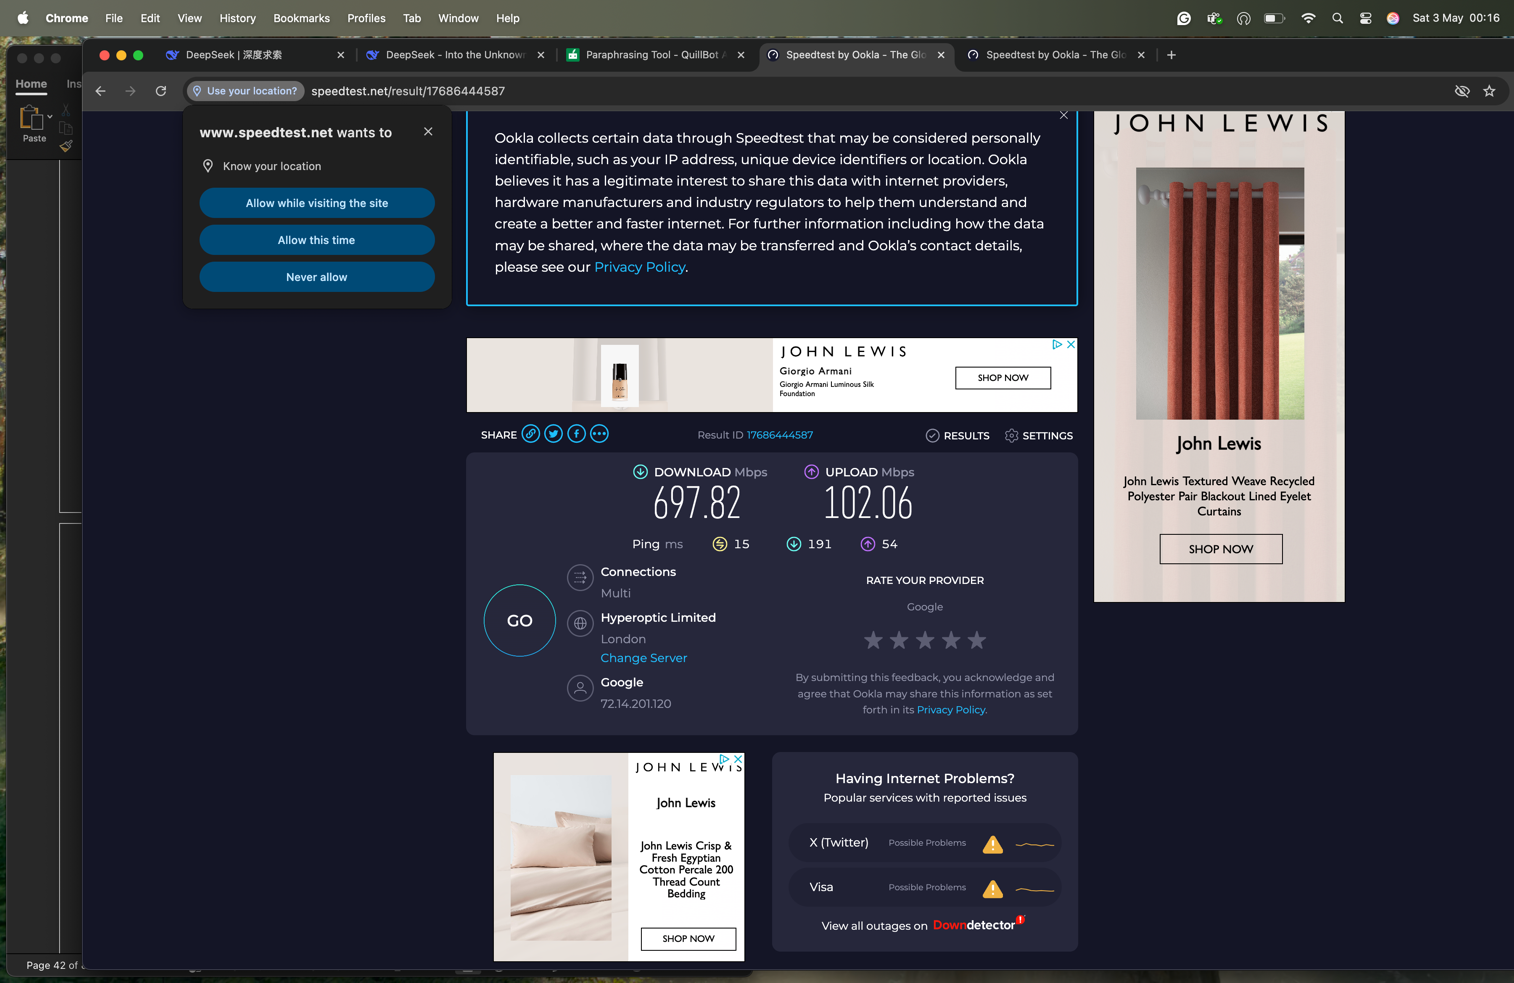 Chrome File Edit View History Bookmarks Profiles Tab Window Help
Sat 3 May 00:16
DeepSeek | 深度求索
DeepSeek - Into the Unknown
Paraphrasing Tool - QuillBot A
Speedtest by Ookla - The Glo
Speedtest by Ookla - The Glo
Home Ins
Paste
Use your location?
speedtest.net/result/17686444587
www.speedtest.net wants to
Know your location
Allow while visiting the site
Allow this time
Never allow
Ookla collects certain data through Speedtest that may be considered personally
identifiable, such as your IP address, unique device identifiers or location. Ookla
believes it has a legitimate interest to share this data with internet providers,
hardware manufacturers and industry regulators to help them understand and
create a better and faster internet. For further information including how the data
may be shared, where the data may be transferred and Ookla’s contact details,
please see our Privacy Policy.
JOHN LEWIS
Giorgio Armani
Giorgio Armani Luminous Silk
Foundation
SHOP NOW
SHARE
Result ID 17686444587
RESULTS
SETTINGS
DOWNLOAD Mbps
697.82
UPLOAD Mbps
102.06
Ping ms 15 191 54
GO
Connections
Multi
Hyperoptic Limited
London
Change Server
Google
72.14.201.120
RATE YOUR PROVIDER
Google
By submitting this feedback, you acknowledge and
agree that Ookla may share this information as set
forth in its Privacy Policy.
JOHN LEWIS
John Lewis
John Lewis Crisp &
Fresh Egyptian
Cotton Percale 200
Thread Count
Bedding
SHOP NOW
Having Internet Problems?
Popular services with reported issues
X (Twitter) Possible Problems
Visa Possible Problems
View all outages on Downdetector
JOHN LEWIS
John Lewis
John Lewis Textured Weave Recycled
Polyester Pair Blackout Lined Eyelet
Curtains
SHOP NOW
Page 42 of